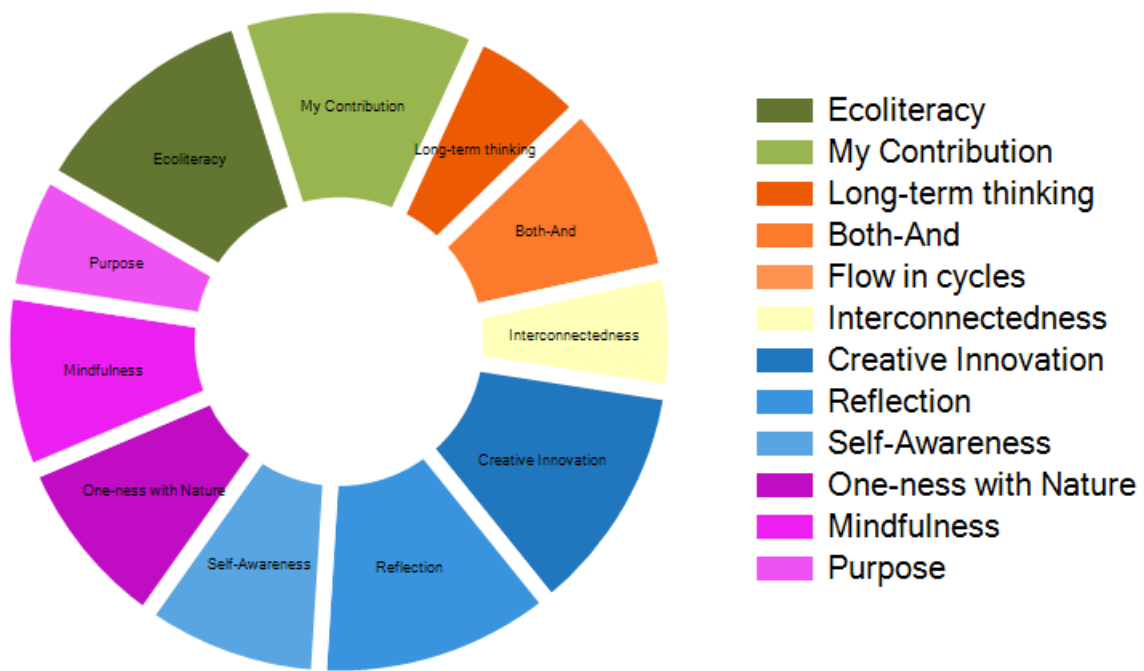 My Contribution
Long-term thinking
Ecoliteracy
Both-And
Purpose
Interconnectedness
Mindfulness
Creative Innovation
One-ness with Nature
Self-Awareness
Reflection
Ecoliteracy
My Contribution
Long-term thinking
Both-And
Flow in cycles
Interconnectedness
Creative Innovation
Reflection
Self-Awareness
One-ness with Nature
Mindfulness
Purpose